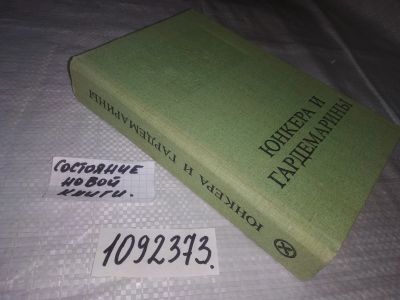 ЮНКЕРА И
ГАРДЕМАРИНЫ
ЮНКЕРА И ГАРДЕМАРИНЫ
СОСТОЯНИЕ
НОВОЙ
КНИГИ.
1092373.